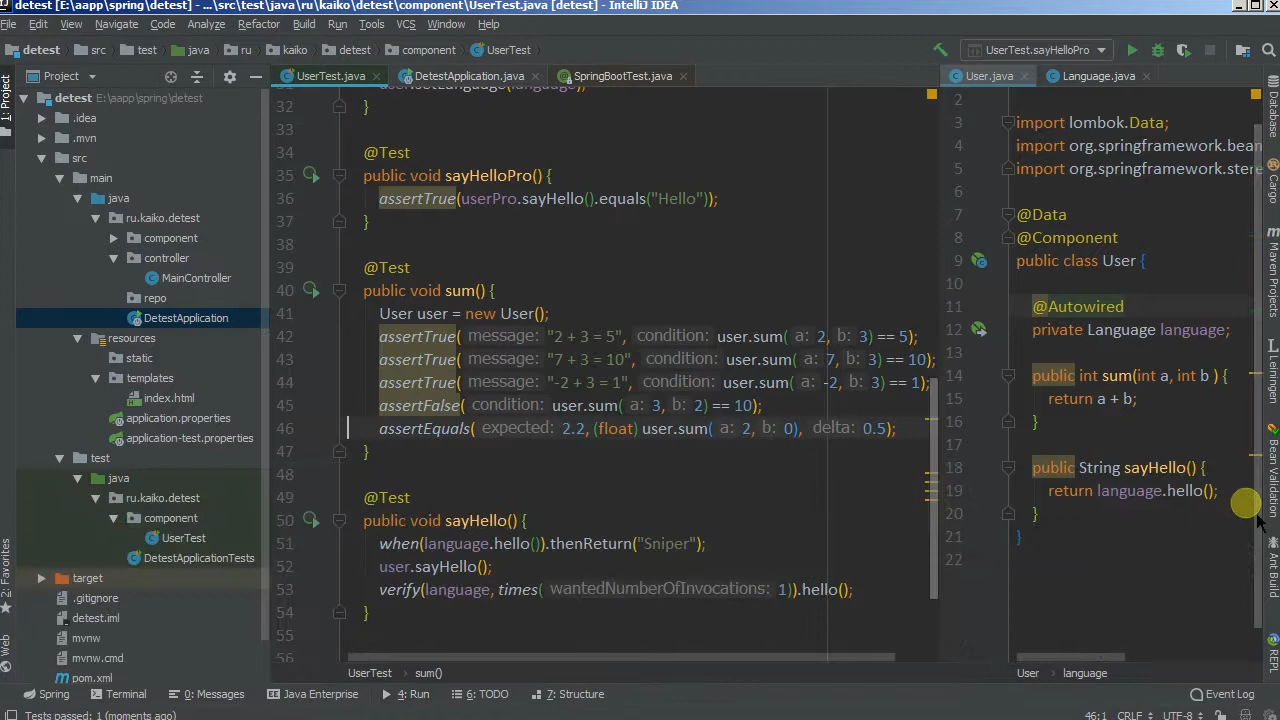 detest [E:\aapp\spring\detest] - ...\src\test\java\ru\kaiko\detest\component\UserTest.java [detest] - IntelliJ IDEA
File Edit View Navigate Code Analyze Refactor Build Run Tools VCS Window Help
detest src test java ru kaiko detest component UserTest UserTest.sayHelloPro
Project UserTest.java DetestApplication.java SpringBootTest.java User.java Language.java
detest E:\aapp\spring\detest
.idea
.mvn
src
main
java
ru.kaiko.detest
component
controller
MainController
repo
DetestApplication
resources
static
templates
index.html
application.properties
application-test.properties
test
java
ru.kaiko.detest
component
UserTest
DetestApplicationTests
target
.gitignore
detest.iml
mvnw
mvnw.cmd
pom.xml
32 }
33
34 @Test
35 public void sayHelloPro() {
36 assertTrue(userPro.sayHello().equals("Hello"));
37 }
38
39 @Test
40 public void sum() {
41 User user = new User();
42 assertTrue( message: "2 + 3 = 5", condition: user.sum( a: 2, b: 3) == 5);
43 assertTrue( message: "7 + 3 = 10", condition: user.sum( a: 7, b: 3) == 10);
44 assertTrue( message: "-2 + 3 = 1", condition: user.sum( a: -2, b: 3) == 1);
45 assertFalse( condition: user.sum( a: 3, b: 2) == 10);
46 assertEquals( expected: 2.2, (float) user.sum( a: 2, b: 0), delta: 0.5);
47 }
48
49 @Test
50 public void sayHello() {
51 when(language.hello()).thenReturn("Sniper");
52 user.sayHello();
53 verify(language, times( wantedNumberOfInvocations: 1)).hello();
54 }
55
56
2
3 import lombok.Data;
4 import org.springframework.bean
5 import org.springframework.stere
6
7 @Data
8 @Component
9 public class User {
10
11 @Autowired
12 private Language language;
13
14 public int sum(int a, int b ) {
15 return a + b;
16 }
17
18 public String sayHello() {
19 return language.hello();
20 }
21 }
22
1: Project
2: Favorites
Web
Database
Cargo
Maven Projects
Leiningen
Bean Validation
Ant Build
REPL
UserTest sum() User language
Spring Terminal 0: Messages Java Enterprise 4: Run 6: TODO 7: Structure Event Log
Tests passed: 1 (moments ago) 46:1 CRLF UTF-8